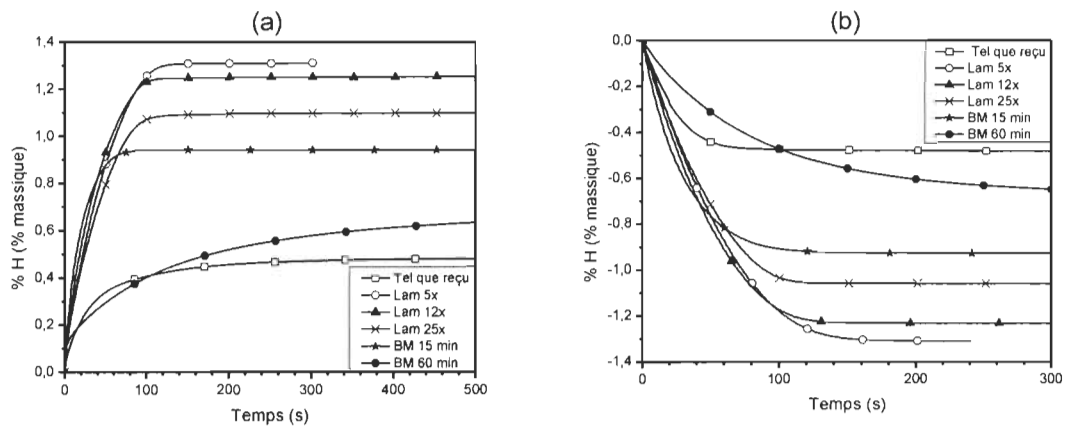 (a)
% H (% massique)
1,4
1,2
1,0
0,8
0,6
0,4
0,2
0,0
0
100
200
300
400
500
Temps (s)
Tel que reçu
Lam 5x
Lam 12x
Lam 25x
BM 15 min
BM 60 min
(b)
% H (% massique)
0,0
-0,2
-0,4
-0,6
-0,8
-1,0
-1,2
-1,4
0
100
200
300
Temps (s)
Tel que reçu
Lam 5x
Lam 12x
Lam 25x
BM 15 min
BM 60 min